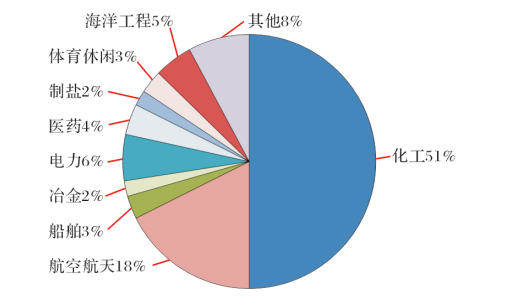 海洋工程5%
其他8%
体育休闲3%
制盐2%
医药4%
化工51%
电力6%
冶金2%
船舶3%
航空航天18%